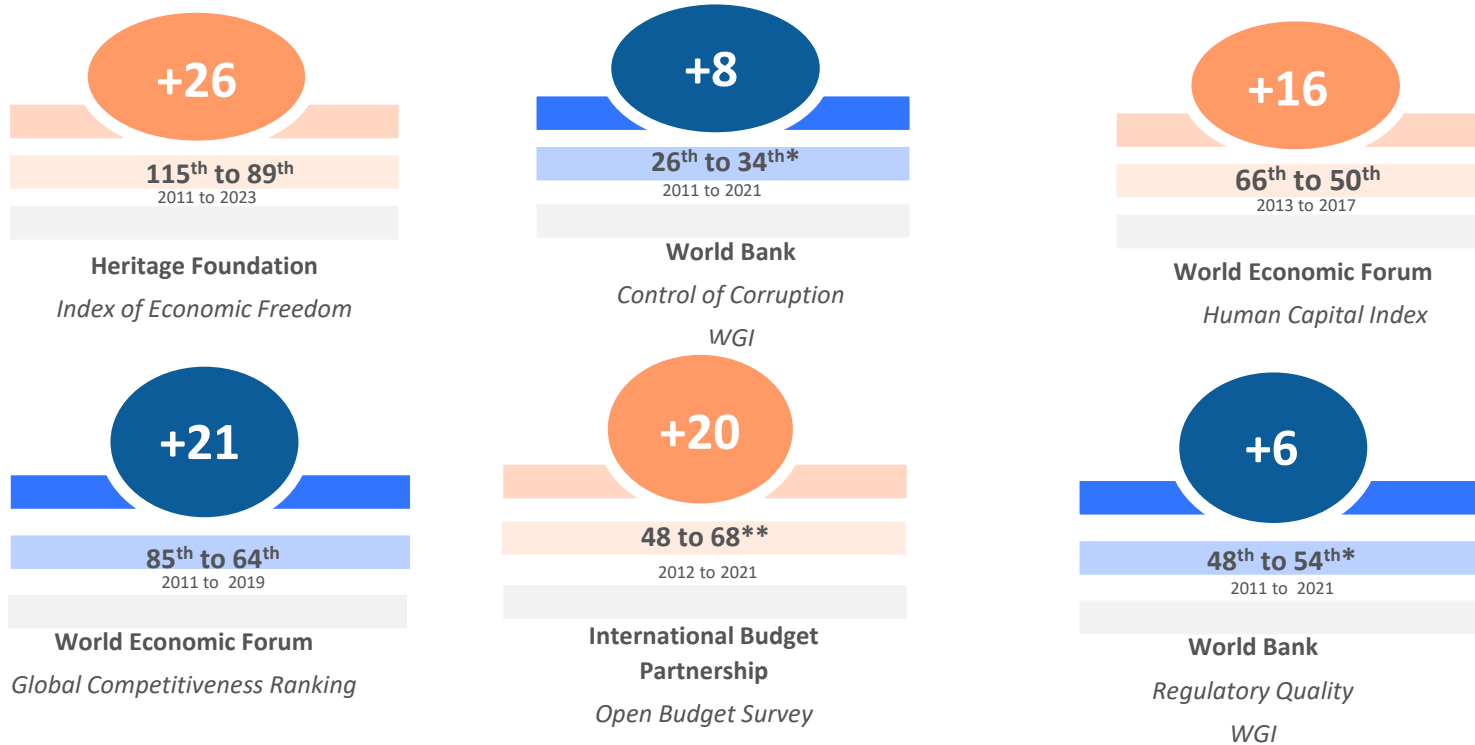 +26
115th to 89th
2011 to 2023
Heritage Foundation
Index of Economic Freedom
+8
26th to 34th*
2011 to 2021
World Bank
Control of Corruption
WGI
+16
66th to 50th
2013 to 2017
World Economic Forum
Human Capital Index
+21
85th to 64th
2011 to 2019
World Economic Forum
Global Competitiveness Ranking
+20
48 to 68**
2012 to 2021
International Budget
Partnership
Open Budget Survey
+6
48th to 54th*
2011 to 2021
World Bank
Regulatory Quality
WGI